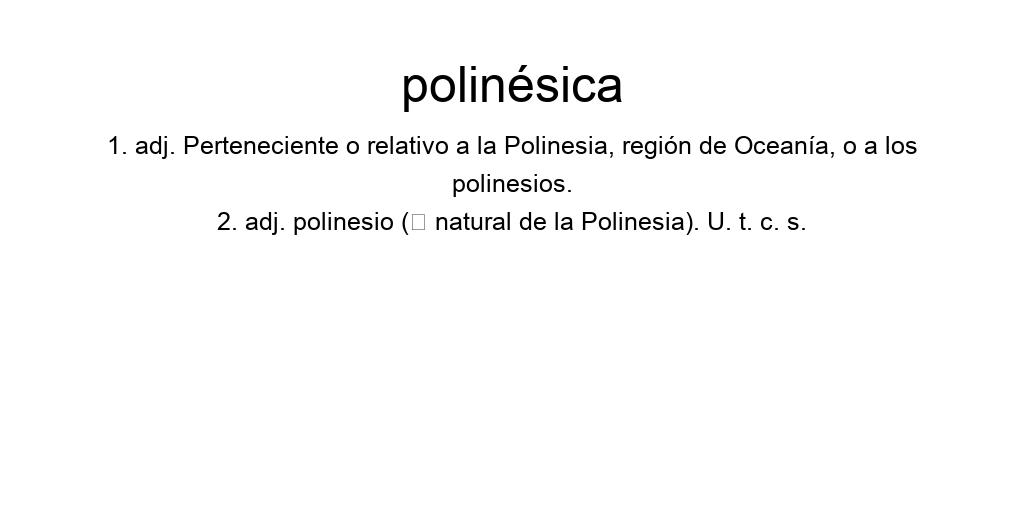 polinésica
1. adj. Perteneciente o relativo a la Polinesia, región de Oceanía, o a los
polinesios.
2. adj. polinesio (□ natural de la Polinesia). U. t. c. s.